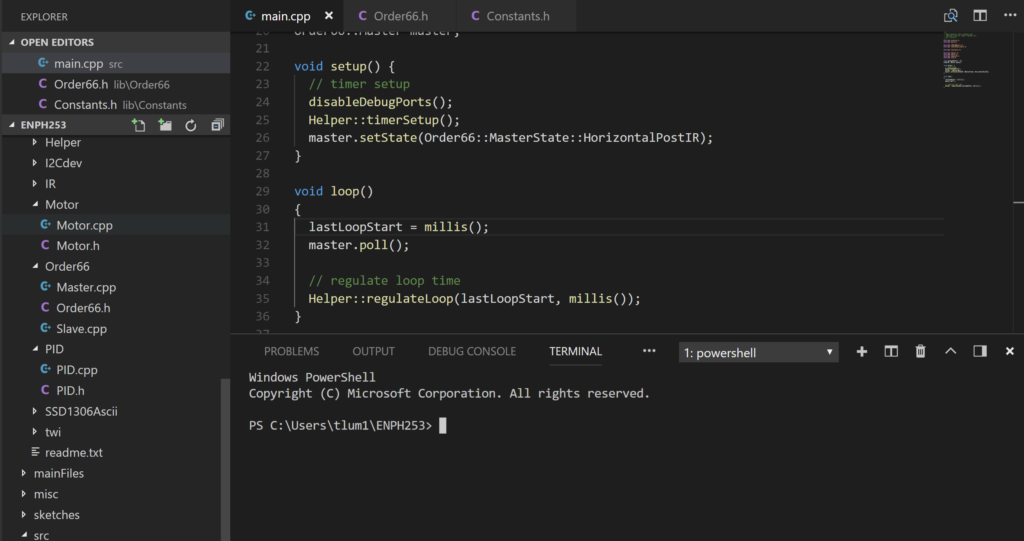 EXPLORER
OPEN EDITORS
main.cpp src
Order66.h lib\Order66
Constants.h lib\Constants
ENPH253
Helper
I2Cdev
IR
Motor
Motor.cpp
Motor.h
Order66
Master.cpp
Order66.h
Slave.cpp
PID
PID.cpp
PID.h
SSD1306Ascii
twi
readme.txt
mainFiles
misc
sketches
src
main.cpp Order66.h Constants.h
20 Order66::Master master;
21
22 void setup() {
23 // timer setup
24 disableDebugPorts();
25 Helper::timerSetup();
26 master.setState(Order66::MasterState::HorizontalPostIR);
27 }
28
29 void loop()
30 {
31 lastLoopStart = millis();
32 master.poll();
33
34 // regulate loop time
35 Helper::regulateLoop(lastLoopStart, millis());
36 }
37
PROBLEMS OUTPUT DEBUG CONSOLE TERMINAL ••• 1: powershell
Windows PowerShell
Copyright (C) Microsoft Corporation. All rights reserved.
PS C:\Users\tlum1\ENPH253>